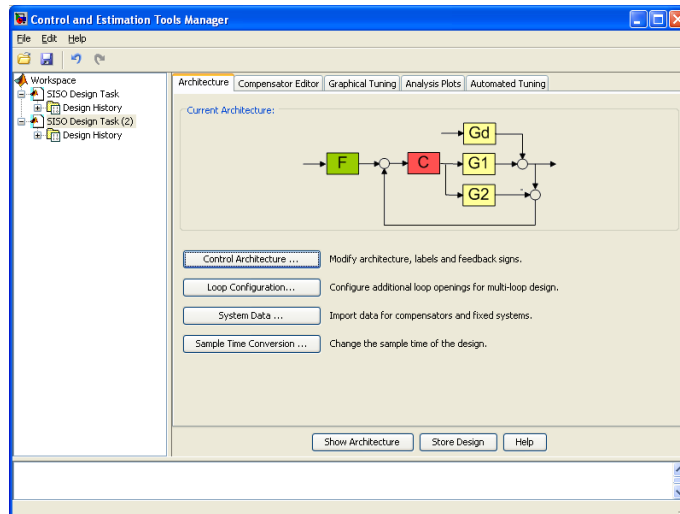 Control and Estimation Tools Manager
File Edit Help
Workspace
SISO Design Task
Design History
SISO Design Task (2)
Design History
Architecture Compensator Editor Graphical Tuning Analysis Plots Automated Tuning
Current Architecture:
Gd
F C G1
G2
-
Control Architecture ... Modify architecture, labels and feedback signs.
Loop Configuration... Configure additional loop openings for multi-loop design.
System Data ... Import data for compensators and fixed systems.
Sample Time Conversion ... Change the sample time of the design.
Show Architecture Store Design Help